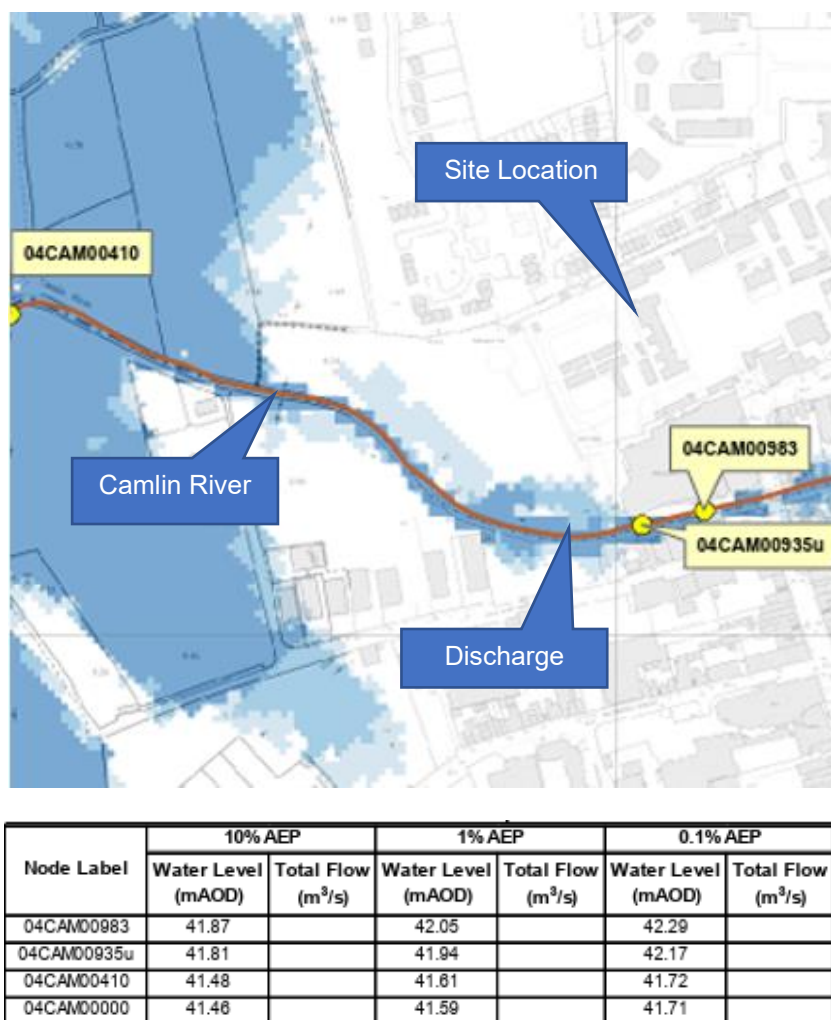 Site Location
04CAM00410
04CAM00983
Camlin River
04CAM00935u
Discharge
Node Label 10% AEP 1% AEP 0.1% AEP
Water Level (mAOD) Total Flow (m³/s) Water Level (mAOD) Total Flow (m³/s) Water Level (mAOD) Total Flow (m³/s)
04CAM00983 41.87 42.05 42.29
04CAM00935u 41.81 41.94 42.17
04CAM00410 41.48 41.61 41.72
04CAM00000 41.46 41.59 41.71